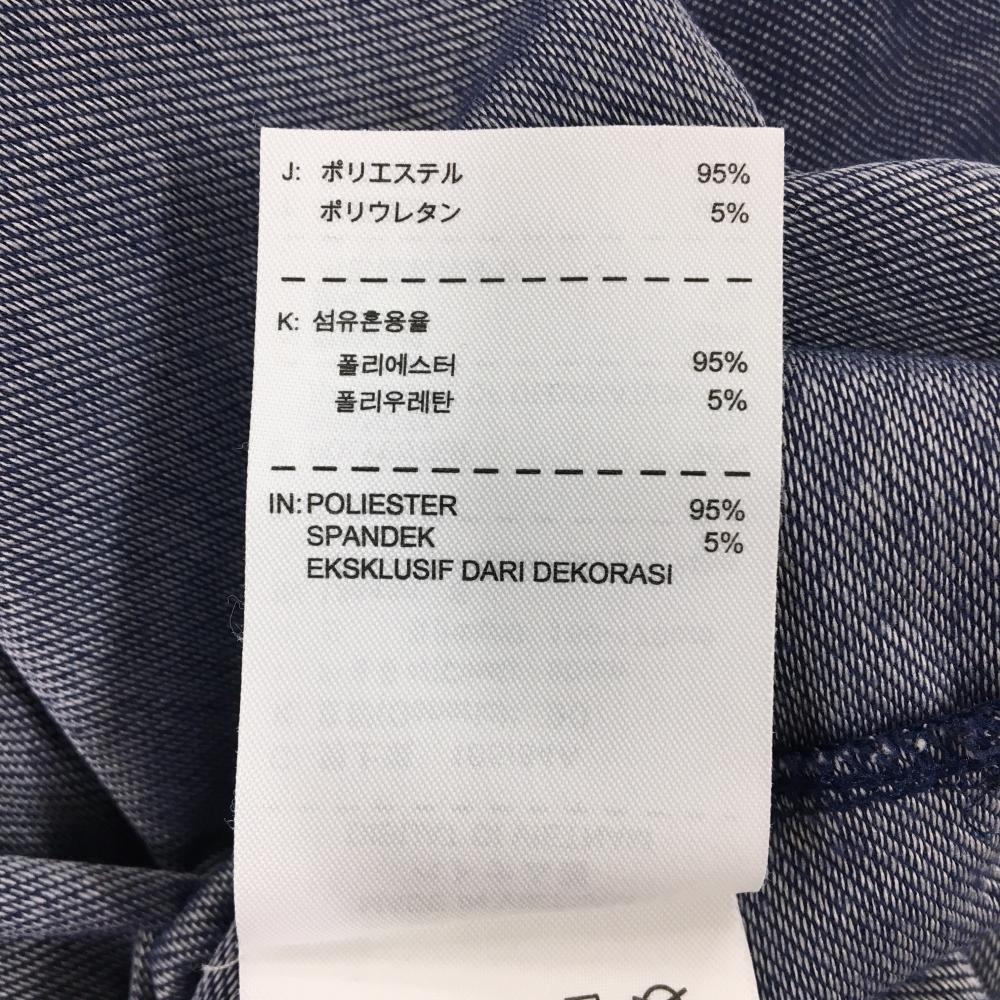 J: ポリエステル 95%
ポリウレタン 5%
K: 섬유혼용율
폴리에스터 95%
폴리우레탄 5%
IN: POLIESTER 95%
SPANDEK 5%
EKSKLUSIF DARI DEKORASI